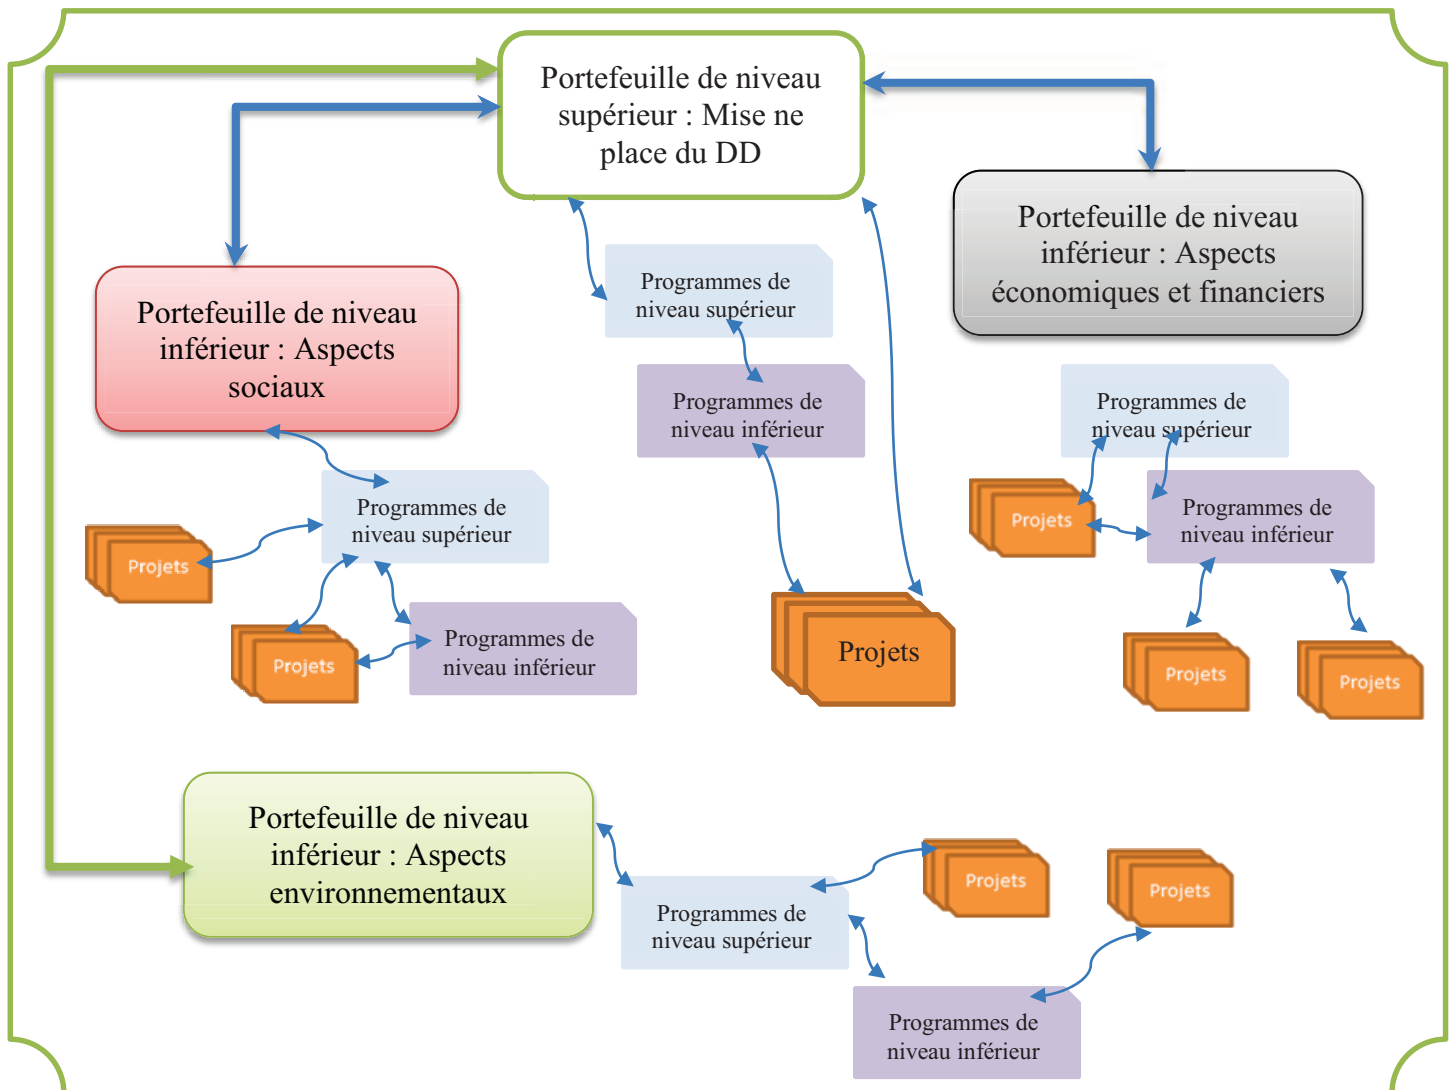 Portefeuille de niveau
supérieur : Mise ne
place du DD
Portefeuille de niveau
inférieur : Aspects
économiques et financiers
Portefeuille de niveau
inférieur : Aspects
sociaux
Programmes de
niveau supérieur
Programmes de
niveau inférieur
Projets
Programmes de
niveau supérieur
Projets
Projets
Programmes de
niveau inférieur
Programmes de
niveau supérieur
Projets
Programmes de
niveau inférieur
Projets
Projets
Portefeuille de niveau
inférieur : Aspects
environnementaux
Programmes de
niveau supérieur
Projets
Projets
Programmes de
niveau inférieur